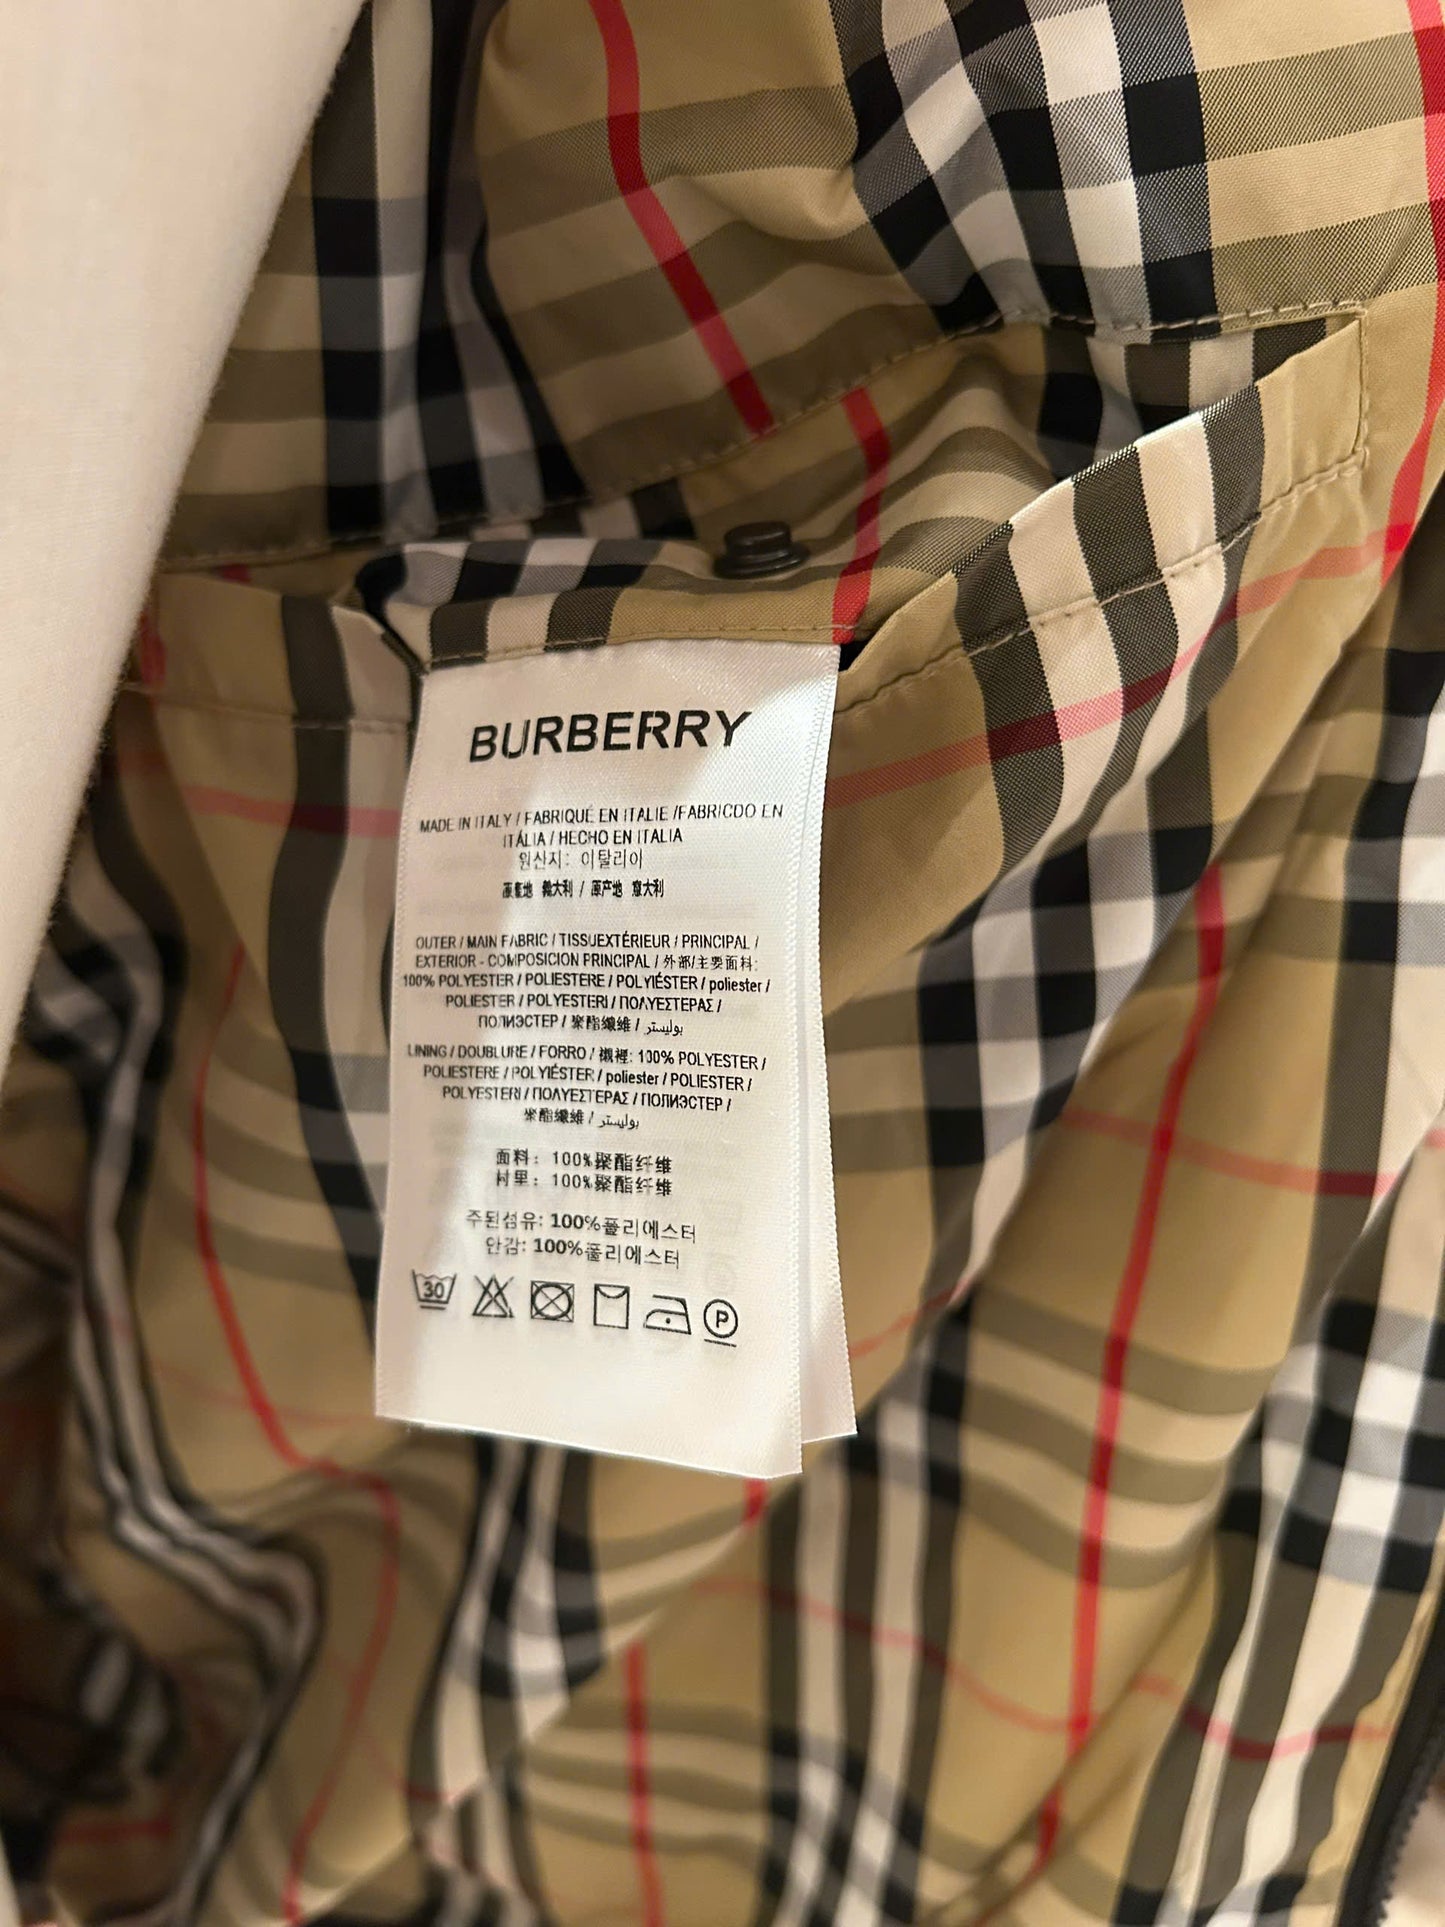 BURBERRY
MADE IN ITALY / FABRIQUÉ EN ITALIE /FABRICDO EN
ITÁLIA / HECHO EN ITALIA
원산지: 이탈리아
原產地 義大利 / 原产地 意大利
OUTER / MAIN FABRIC / TISSUEXTÉRIEUR / PRINCIPAL /
EXTERIOR - COMPOSICION PRINCIPAL / 外部/主要面料:
100% POLYESTER / POLIESTERE / POLYIÉSTER / poliester /
POLIESTER / POLYESTERI / ΠΟΛΥΕΣΤΕΡΑΣ /
ПОЛИЭСТЕР / 聚酯纖維 / بوليستر
LINING / DOUBLURE / FORRO / 襯裡: 100% POLYESTER /
POLIESTERE / POLYIÉSTER / poliester / POLIESTER /
POLYESTERI / ΠΟΛΥΕΣΤΕΡΑΣ / ПОЛИЭСТЕР /
聚酯纖維 / بوليستر
面料: 100%聚酯纤维
村里: 100%聚酯纤维
주된섬유: 100%폴리에스터
안감: 100%폴리에스터
30
P